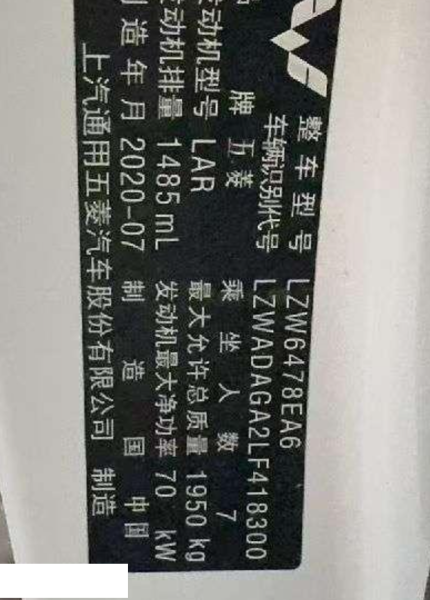 整车型号 LZW6478EA6
车辆识别代号 LZWADAGA2LF418300
品牌 五菱 乘坐人数 7
发动机型号 LAR 最大允许总质量 1950 kg
发动机排量 1485 mL 发动机最大净功率 70 kW
制造年月 2020-07 制造国 中国
上汽通用五菱汽车股份有限公司 制造